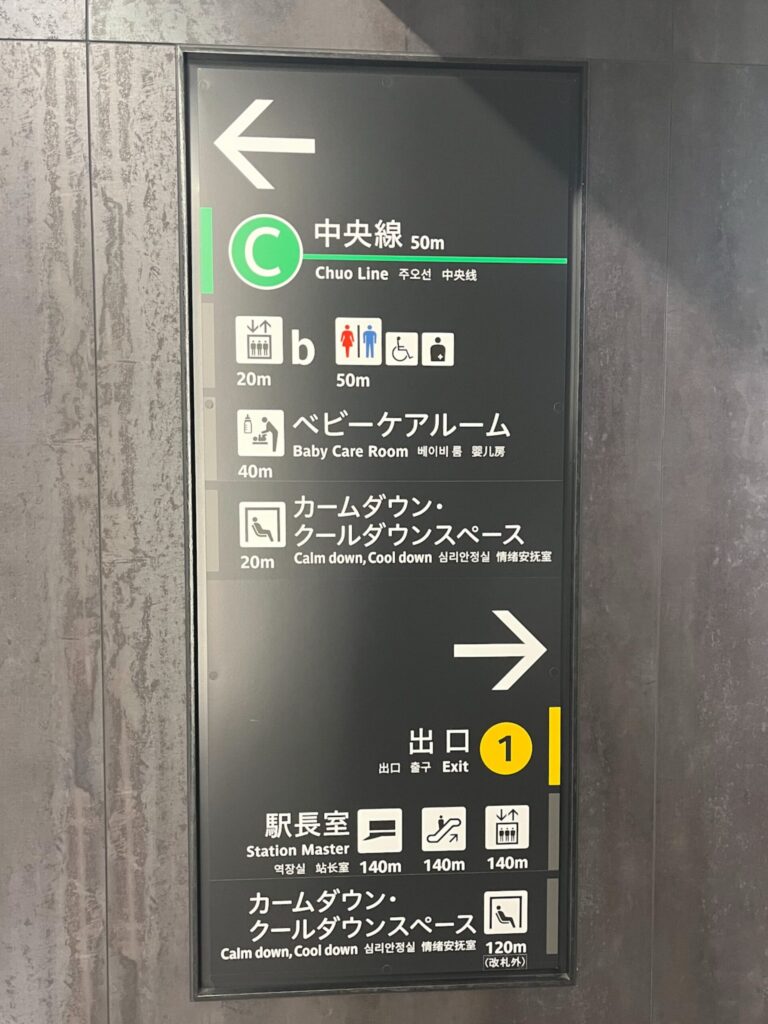 C 中央線 50m
Chuo Line 주오선 中央线
b
20m 50m
ベビーケアルーム
Baby Care Room 베이비 룸 婴儿房
40m
カームダウン・
クールダウンスペース
20m Calm down, Cool down 심리안정실 情绪安抚室
出口 1
出口 출구 Exit
駅長室
Station Master
역장실 站长室 140m 140m 140m
カームダウン・
クールダウンスペース
Calm down, Cool down 심리안정실 情绪安抚室 120m
(改札外)